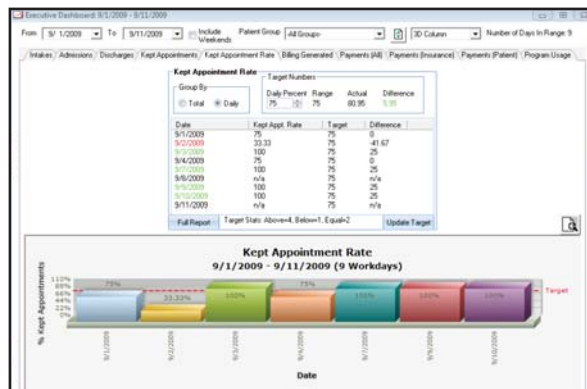 Executive Dashboard: 9/1/2009 - 9/11/2009
From 9/ 1/2009 To 9/11/2009 Include Weekends Patient Group -All Groups- 3D Column Number of Days In Range: 9
Intakes Admissions Discharges Kept Appointments Kept Appointment Rate Billing Generated Payments (All) Payments (Insurance) Payments (Patient) Program Usage
Kept Appointment Rate
Group By Target Numbers
Daily Percent Range Actual Difference
Total Daily 75 75 80.95 5.95
Date Kept Appt. Rate Target Difference
9/1/2009 75 75 0
9/2/2009 33.33 75 -41.67
9/3/2009 100 75 25
9/4/2009 75 75 0
9/7/2009 100 75 25
9/8/2009 n/a 75 n/a
9/9/2009 100 75 25
9/10/2009 100 75 25
9/11/2009 n/a 75 n/a
Full Report Target Stats: Above=4, Below=1, Equal=2 Update Target
Kept Appointment Rate
9/1/2009 - 9/11/2009 (9 Workdays)
% Kept Appointments
110%
88%
66%
44%
22%
0%
75% 33.33% 100% 75% 100% 100% 100%
Target
9/1/2009 9/2/2009 9/3/2009 9/4/2009 9/7/2009 9/9/2009 9/10/2009
Date